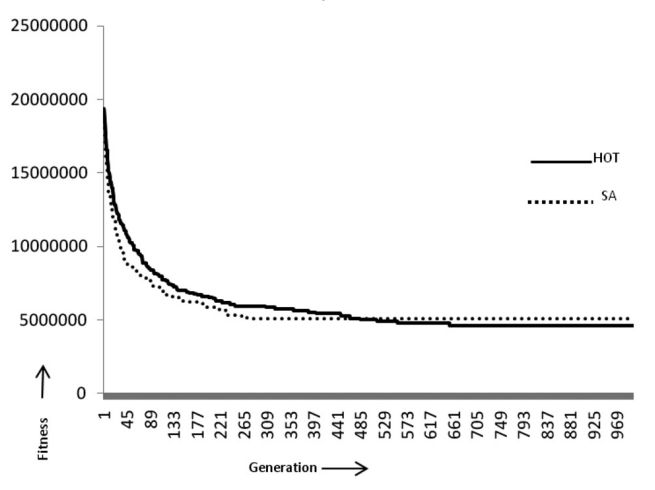 25000000
20000000
15000000
10000000
5000000
0
HOT
SA
Fitness
1 45 89 133 177 221 265 309 353 397 441 485 529 573 617 661 705 749 793 837 881 925 969
Generation